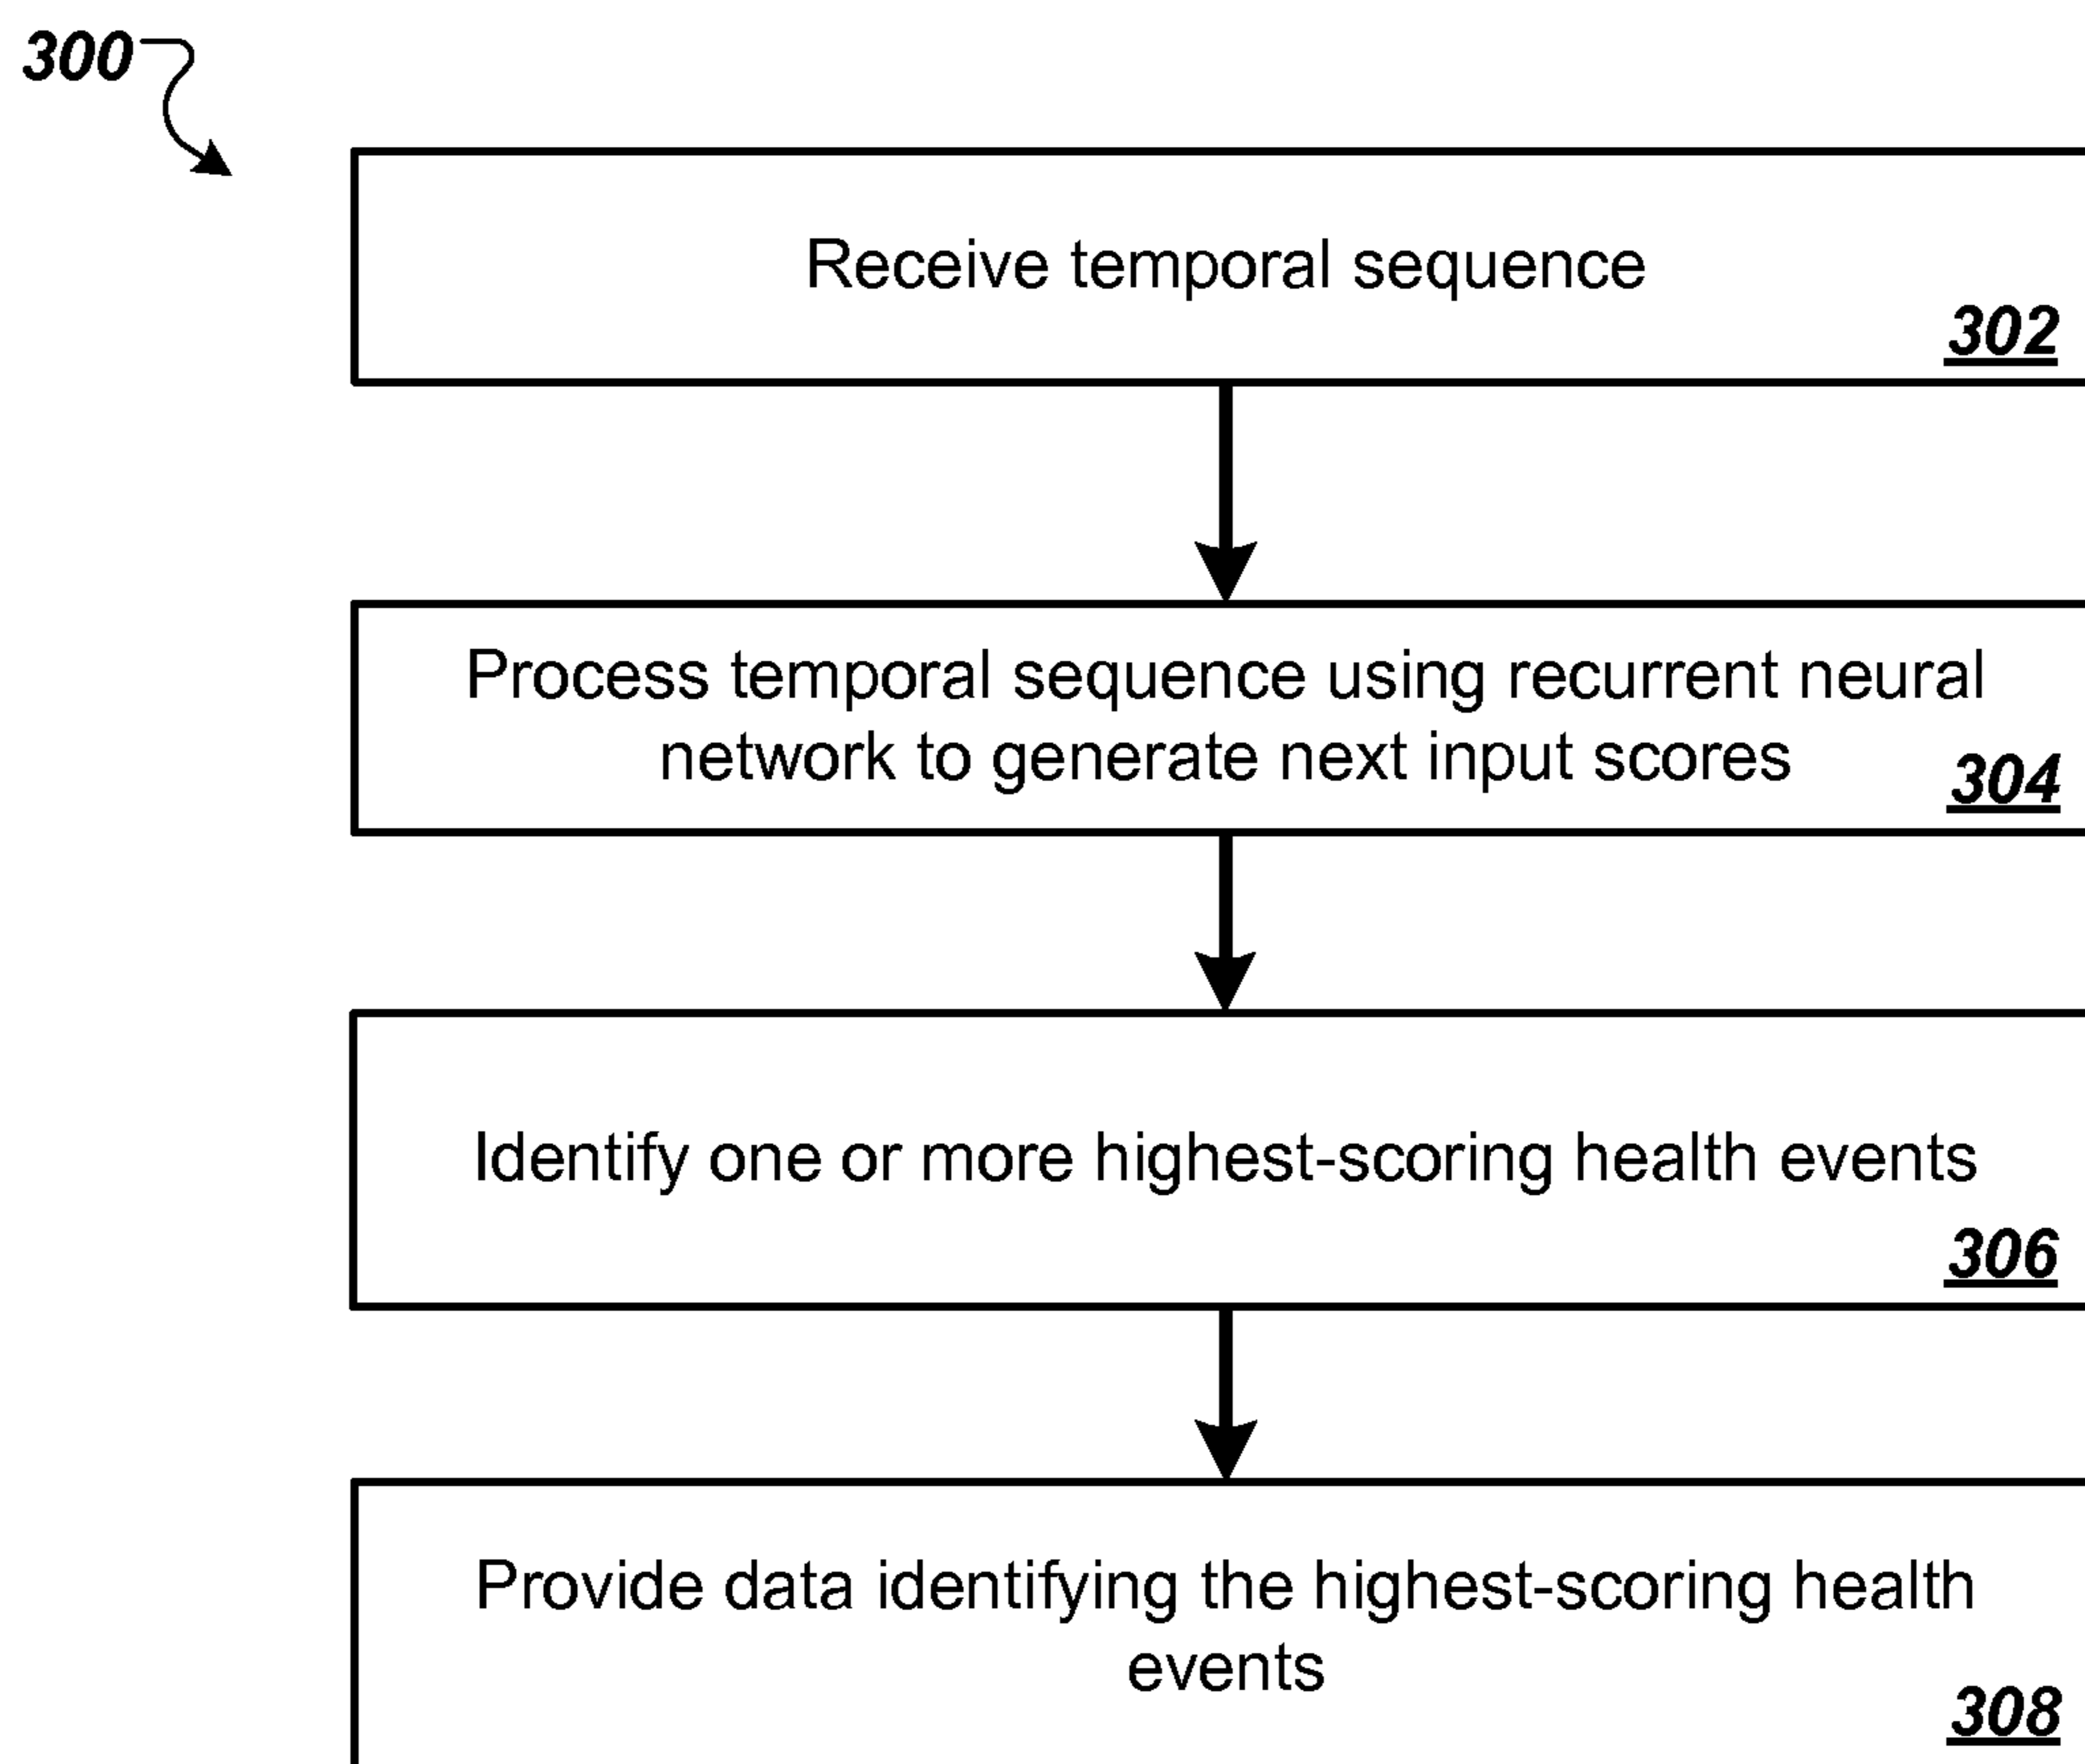 300
Receive temporal sequence
302
Process temporal sequence using recurrent neural
network to generate next input scores
304
Identify one or more highest-scoring health events
306
Provide data identifying the highest-scoring health
events
308